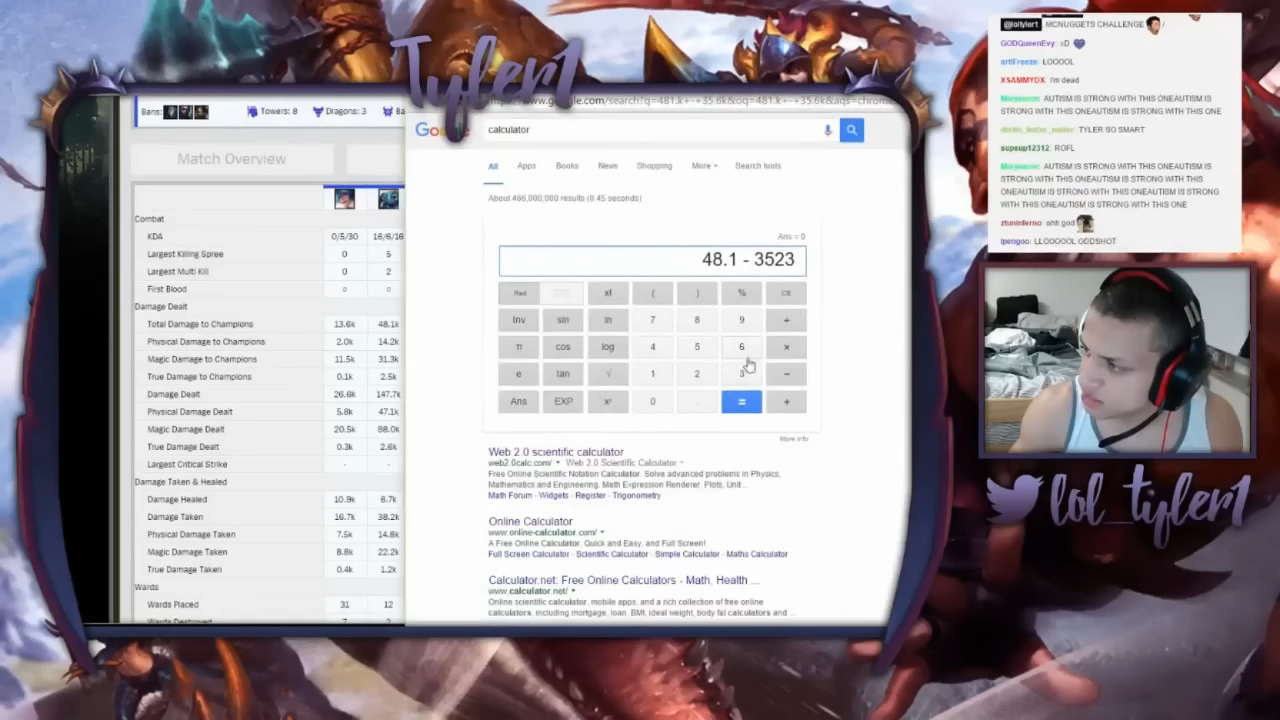 Tyler1
Bans:
Towers: 8
Dragons: 3
Match Overview
Combat
KDA 0/5/30 16/6/16
Largest Killing Spree 0 5
Largest Multi Kill 0 2
First Blood ○ ○
Damage Dealt
Total Damage to Champions 13.6k 48.1k
Physical Damage to Champions 2.0k 14.2k
Magic Damage to Champions 11.5k 31.3k
True Damage to Champions 0.1k 2.5k
Damage Dealt 26.6k 147.7k
Physical Damage Dealt 5.8k 47.1k
Magic Damage Dealt 20.5k 98.0k
True Damage Dealt 0.3k 2.6k
Largest Critical Strike - -
Damage Taken & Healed
Damage Healed 10.9k 6.7k
Damage Taken 16.7k 38.2k
Physical Damage Taken 7.5k 14.8k
Magic Damage Taken 8.8k 22.2k
True Damage Taken 0.4k 1.2k
Wards
Wards Placed 31 12
Wards Destroyed
calculator
All Apps Books News Shopping More Search tools
About 466,000,000 results (0.45 seconds)
Ans = 0
48.1 - 3523
Rad x! ( ) % CE
Inv sin ln 7 8 9 ÷
π cos log 4 5 6 ×
e tan √ 1 2 3 −
Ans EXP 0 . = +
More info
Web 2.0 scientific calculator
web2.0calc.com/ Web 2.0 Scientific Calculator
Free Online Scientific Notation Calculator. Solve advanced problems in Physics,
Mathematics and Engineering. Math Expression Renderer, Plots, Unit ...
Math Forum - Widgets - Register - Trigonometry
Online Calculator
www.online-calculator.com/
A Free Online Calculator. Quick and Easy, and Full Screen!
Full Screen Calculator - Scientific Calculator - Simple Calculator - Maths Calculator
Calculator.net: Free Online Calculators - Math, Health ...
www.calculator.net/
Online scientific calculator, mobile apps, and a rich collection of free online
calculators, including mortgage, loan, BMI, ideal weight, body fat calculators and ...
@loltyler1 MCNUGGETS CHALLENGE /
GODQueenEvy: xD
artiFreeze: LOOOOL
XSAMMYDX: I'm dead
AUTISM IS STRONG WITH THIS ONEAUTISM IS
STRONG WITH THIS ONEAUTISM IS STRONG WITH THIS ONE
TYLER SO SMART
supsup12312: ROFL
AUTISM IS STRONG WITH THIS ONEAUTISM IS
STRONG WITH THIS ONEAUTISM IS STRONG WITH THIS
ONEAUTISM IS STRONG WITH THIS ONEAUTISM IS STRONG
WITH THIS ONEAUTISM IS STRONG WITH THIS ONE
ztuninferno: ahh god
lpengoo: LLOOOOOL ODDSHOT
lol_tyler1